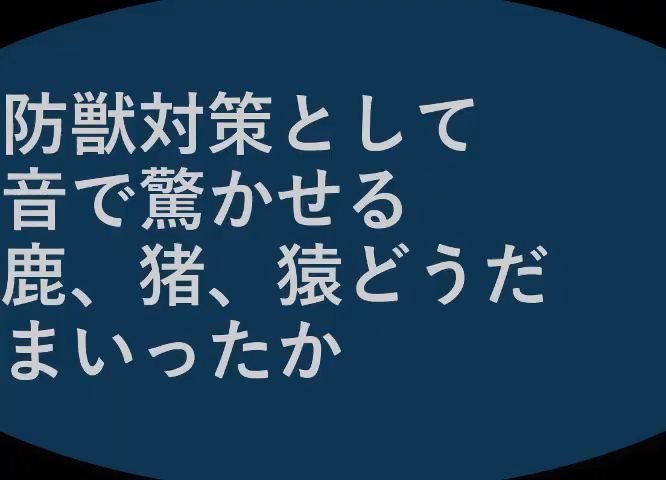 防獣対策として
音で驚かせる
鹿、猪、猿どうだ
まいったか